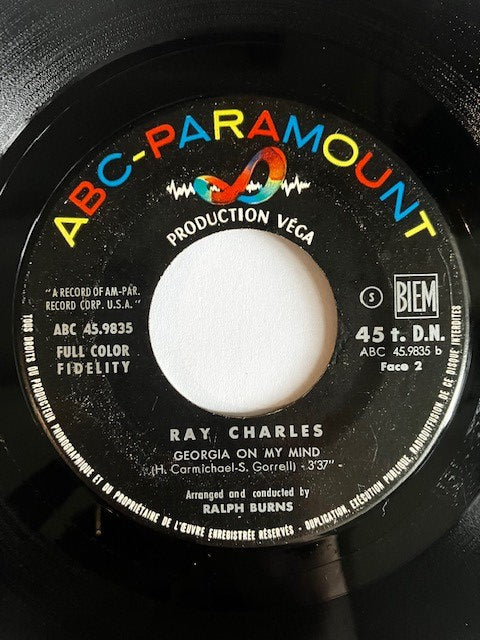 ABC-PARAMOUNT
PRODUCTION VÉGA
"A RECORD OF AM-PAR.
RECORD CORP. U.S.A."
ABC 45.9835
FULL COLOR
FIDELITY
S
BIEM
45 t. D.N.
ABC 45.9835 b
Face 2
RAY CHARLES
GEORGIA ON MY MIND
(H. Carmichael-S. Gorrell) - 3'37" -
Arranged and conducted by
RALPH BURNS
TOUS DROITS DU PRODUCTEUR PHONOGRAPHIQUE ET DU PROPRIÉTAIRE DE L'ŒUVRE ENREGISTRÉE RÉSERVÉS - DUPLICATION, EXÉCUTION PUBLIQUE, RADIODIFFUSION DE CE DISQUE INTERDITES